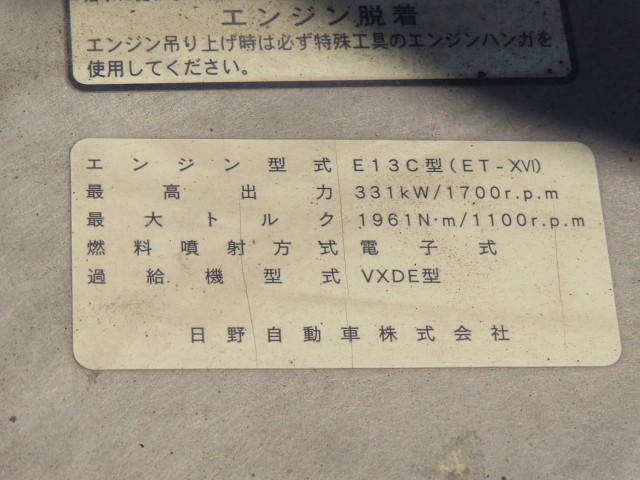 エンジン脱着
エンジン吊り上げ時は必ず特殊工具のエンジンハンガを
使用してください。
エンジン型式 E13C型(ET-XVI)
最高出力 331kW/1700r.p.m
最大トルク 1961N·m/1100r.p.m
燃料噴射方式 電子式
過給機型式 VXDE型
日野自動車株式会社